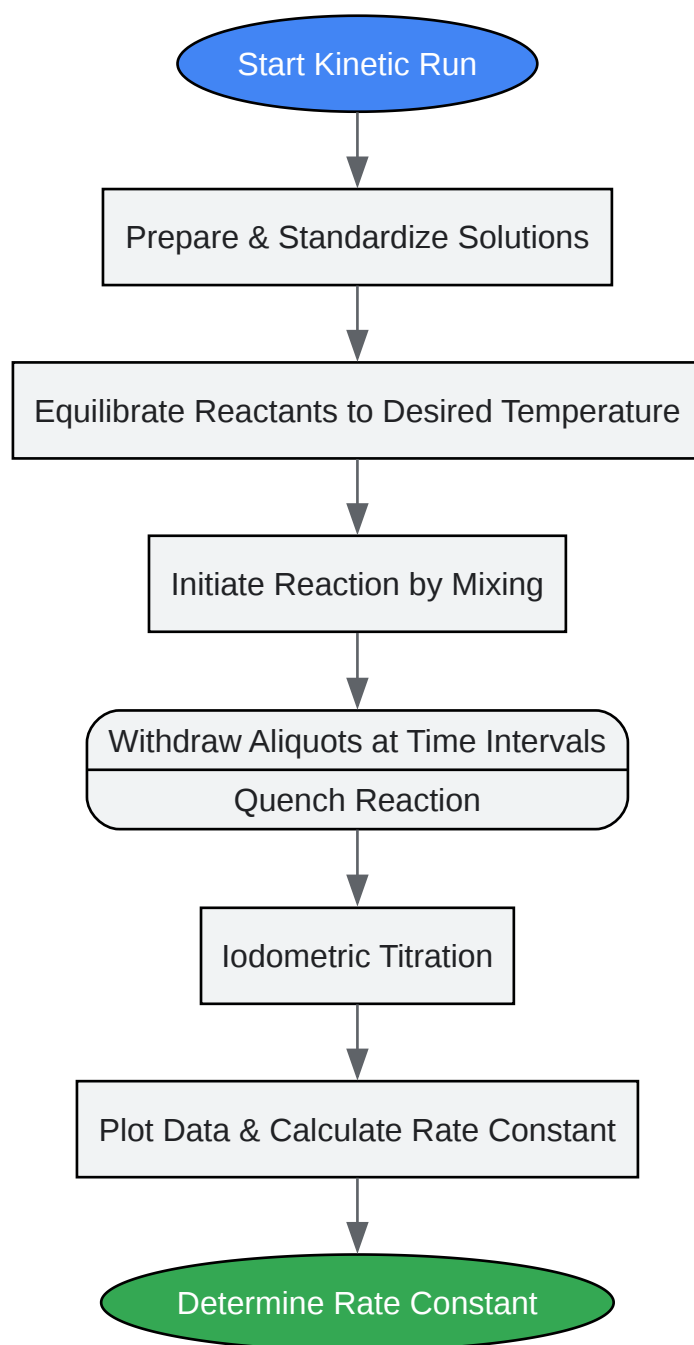 Start Kinetic Run
Prepare & Standardize Solutions
Equilibrate Reactants to Desired Temperature
Initiate Reaction by Mixing
Withdraw Aliquots at Time Intervals
Quench Reaction
Iodometric Titration
Plot Data & Calculate Rate Constant
Determine Rate Constant